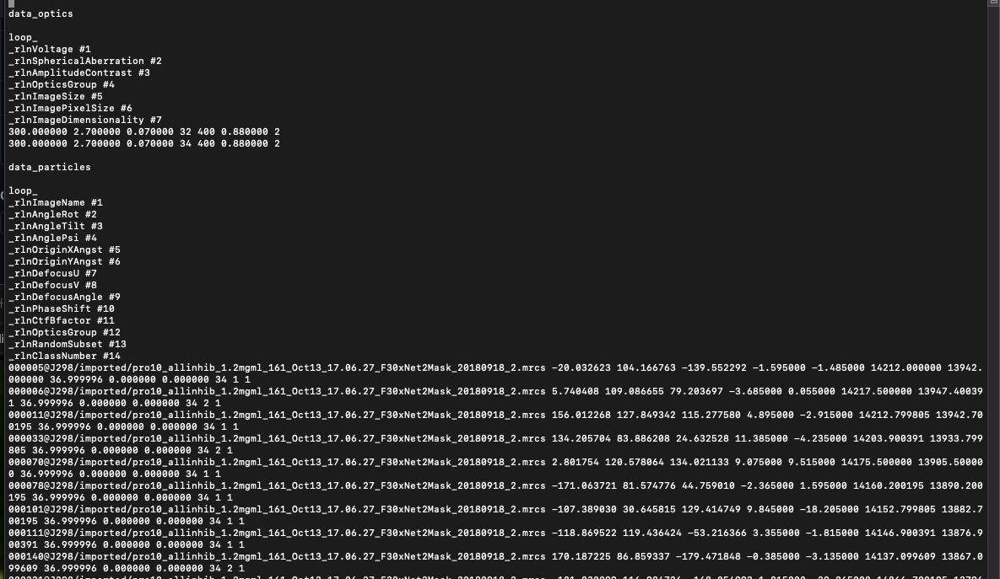 data_optics
loop_
_rlnVoltage #1
_rlnSphericalAberration #2
_rlnAmplitudeContrast #3
_rlnOpticsGroup #4
_rlnImageSize #5
_rlnImagePixelSize #6
_rlnImageDimensionality #7
300.000000 2.700000 0.070000 32 400 0.880000 2
300.000000 2.700000 0.070000 34 400 0.880000 2
data_particles
loop_
_rlnImageName #1
_rlnAngleRot #2
_rlnAngleTilt #3
_rlnAnglePsi #4
_rlnOriginXAngst #5
_rlnOriginYAngst #6
_rlnDefocusU #7
_rlnDefocusV #8
_rlnDefocusAngle #9
_rlnPhaseShift #10
_rlnCtfBfactor #11
_rlnOpticsGroup #12
_rlnRandomSubset #13
_rlnClassNumber #14
000005@J298/imported/pro10_allinhib_1.2mgml_161_Oct13_17.06.27_F30xNet2Mask_20180918_2.mrcs -20.032623 104.166763 -139.552292 -1.595000 -1.485000 14212.000000 13942.
000000 36.999996 0.000000 0.000000 34 1 1
000006@J298/imported/pro10_allinhib_1.2mgml_161_Oct13_17.06.27_F30xNet2Mask_20180918_2.mrcs 5.740408 109.086655 79.203697 -3.685000 0.055000 14217.500000 13947.40039
1 36.999996 0.000000 0.000000 34 2 1
000011@J298/imported/pro10_allinhib_1.2mgml_161_Oct13_17.06.27_F30xNet2Mask_20180918_2.mrcs 156.012268 127.849342 115.277580 4.895000 -2.915000 14212.799805 13942.70
0195 36.999996 0.000000 0.000000 34 1 1
000033@J298/imported/pro10_allinhib_1.2mgml_161_Oct13_17.06.27_F30xNet2Mask_20180918_2.mrcs 134.205704 83.886208 24.632528 11.385000 -4.235000 14203.900391 13933.799
805 36.999996 0.000000 0.000000 34 2 1
000070@J298/imported/pro10_allinhib_1.2mgml_161_Oct13_17.06.27_F30xNet2Mask_20180918_2.mrcs 2.801754 120.578064 134.021133 9.075000 9.515000 14175.500000 13905.50000
0 36.999996 0.000000 0.000000 34 1 1
000078@J298/imported/pro10_allinhib_1.2mgml_161_Oct13_17.06.27_F30xNet2Mask_20180918_2.mrcs -171.063721 81.574776 44.759010 -2.365000 1.595000 14160.200195 13890.200
195 36.999996 0.000000 0.000000 34 1 1
000101@J298/imported/pro10_allinhib_1.2mgml_161_Oct13_17.06.27_F30xNet2Mask_20180918_2.mrcs -107.389030 30.645815 129.414749 9.845000 -18.205000 14152.799805 13882.7
00195 36.999996 0.000000 0.000000 34 1 1
000111@J298/imported/pro10_allinhib_1.2mgml_161_Oct13_17.06.27_F30xNet2Mask_20180918_2.mrcs -118.869522 119.436424 -53.216366 3.355000 -1.815000 14146.900391 13876.9
00391 36.999996 0.000000 0.000000 34 1 1
000140@J298/imported/pro10_allinhib_1.2mgml_161_Oct13_17.06.27_F30xNet2Mask_20180918_2.mrcs 170.187225 86.859337 -179.471848 -0.385000 -3.135000 14137.099609 13867.0
99609 36.999996 0.000000 0.000000 34 2 1